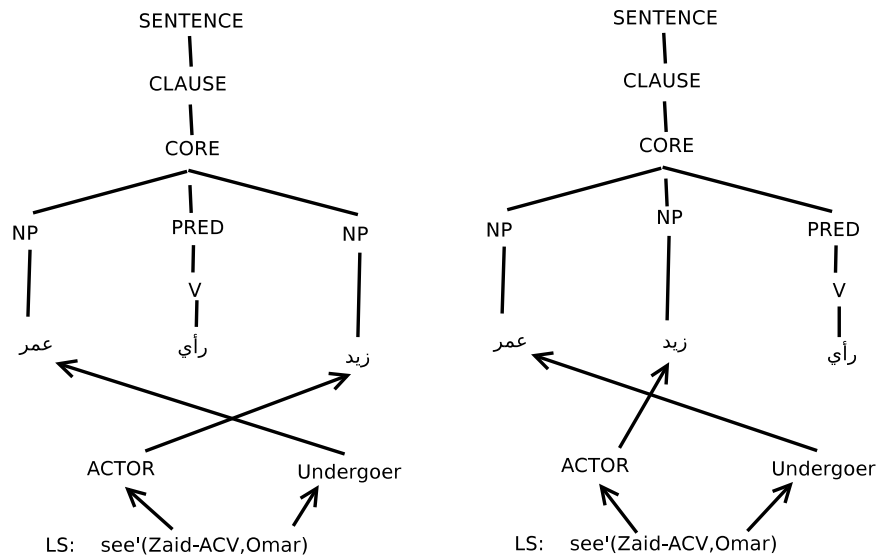 SENTENCE
CLAUSE
CORE
NP PRED NP
V
عمر رأي زيد
ACTOR Undergoer
LS: see'(Zaid-ACV,Omar)
SENTENCE
CLAUSE
CORE
NP NP PRED
V
عمر زيد رأي
ACTOR Undergoer
LS: see'(Zaid-ACV,Omar)